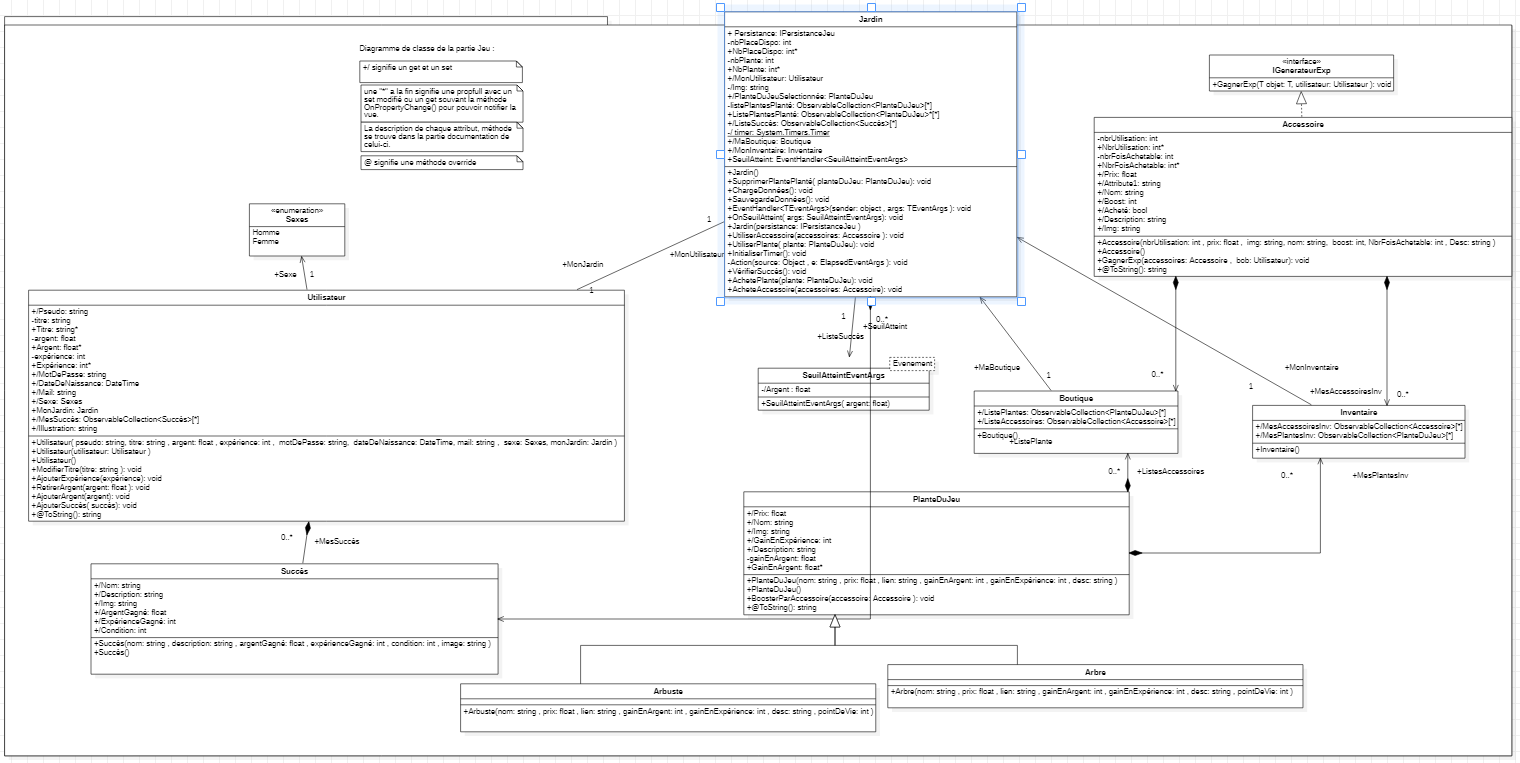 Diagramme de classe de la partie Jeu :
+/ signifie un get et un set
une "*" a la fin signifie une propfull avec un
set modifié ou un get souvant la méthode
OnPropertyChange() pour pouvoir notifier la
vue.
La description de chaque attribut, méthode
se trouve dans la partie documentation de
celui-ci.
@ signifie une méthode override
Jardin
+ Persistance: IPersistanceJeu
-nbPlaceDispo: int
+NbPlaceDispo: int*
-nbPlante: int
+NbPlante: int*
+/MonUtilisateur: Utilisateur
-/Img: string
+/PlanteDuJeuSelectionnée: PlanteDuJeu
-listePlantesPlanté: ObservableCollection<PlanteDuJeu>[*]
+ListePlantesPlanté: ObservableCollection<PlanteDuJeu>*[*]
+/ListeSuccès: ObservableCollection<Succès>[*]
-/ timer: System.Timers.Timer
+/MaBoutique: Boutique
+/MonInventaire: Inventaire
+SeuilAtteint: EventHandler<SeuilAtteintEventArgs>
+Jardin()
+SupprimerPlantePlanté( planteDuJeu: PlanteDuJeu): void
+ChargeDonnées(): void
+SauvegardeDonnées(): void
+EventHandler<TEventArgs>(sender: object , args: TEventArgs ): void
+OnSeuilAtteint( args: SeuilAtteintEventArgs): void
+Jardin(persistance: IPersistanceJeu )
+UtiliserAccessoire(accessoires: Accessoire ): void
+UtiliserPlante( plante: PlanteDuJeu): void
+InitialiserTimer(): void
-Action(source: Object , e: ElapsedEventArgs ): void
+VérifierSuccès(): void
+AchetePlante(plante: PlanteDuJeu): void
+AcheteAccessoire(accessoires: Accessoire): void
«interface»
IGenerateurExp
+GagnerExp(T objet: T, utilisateur: Utilisateur ): void
Accessoire
-nbrUtilisation: int
+NbrUtilisation: int*
-nbrFoisAchetable: int
+NbrFoisAchetable: int*
+/Prix: float
+/Attribute1: string
+/Nom: string
+/Boost: int
+/Acheté: bool
+/Description: string
+/Img: string
+Accessoire(nbrUtilisation: int , prix: float , img: string, nom: string, boost: int, NbrFoisAchetable: int , Desc: string )
+Accessoire()
+GagnerExp(accessoires: Accessoire , bob: Utilisateur): void
+@ToString(): string
«enumeration»
Sexes
Homme
Femme
+Sexe
1
+MonJardin
1
1
+MonUtilisateur
Utilisateur
+/Pseudo: string
-titre: string
+Titre: string*
-argent: float
+Argent: float*
-expérience: int
+Expérience: int*
+/MotDePasse: string
+/DateDeNaissance: DateTime
+/Mail: string
+/Sexe: Sexes
+MonJardin: Jardin
+/MesSuccès: ObservableCollection<Succès>[*]
+/Illustration: string
+Utilisateur( pseudo: string, titre: string , argent: float , expérience: int , motDePasse: string, dateDeNaissance: DateTime, mail: string , sexe: Sexes, monJardin: Jardin )
+Utilisateur(utilisateur: Utilisateur )
+Utilisateur()
+ModifierTitre(titre: string ): void
+AjouterExpérience(expérience): void
+RetirerArgent(argent: float ): void
+AjouterArgent(argent): void
+AjouterSuccès( succès): void
+@ToString(): string
0..*
+MesSuccès
Succès
+/Nom: string
+/Description: string
+/Img: string
+/ArgentGagné: float
+/ExpérienceGagné: int
+/Condition: int
+Succès(nom: string , description: string , argentGagné: float , expérienceGagné: int , condition: int , image: string )
+Succès()
1
0..*
+SeuilAtteint
+ListeSuccès
Evenement
SeuilAtteintEventArgs
-/Argent : float
+SeuilAtteintEventArgs( argent: float)
+MaBoutique
1
0..*
Boutique
+/ListePlantes: ObservableCollection<PlanteDuJeu>[*]
+/ListeAccessoires: ObservableCollection<Accessoire>[*]
+Boutique()
+ListePlante
0..*
+ListesAccessoires
+MonInventaire
1
+MesAccessoiresInv
0..*
Inventaire
+/MesAccessoiresInv: ObservableCollection<Accessoire>[*]
+/MesPlantesInv: ObservableCollection<PlanteDuJeu>[*]
+Inventaire()
0..*
+MesPlantesInv
PlanteDuJeu
+/Prix: float
+/Nom: string
+/Img: string
+/GainEnExpérience: int
+/Description: string
-gainEnArgent: float
+GainEnArgent: float*
+PlanteDuJeu(nom: string , prix: float , lien: string , gainEnArgent: int , gainEnExpérience: int , desc: string )
+PlanteDuJeu()
+BoosterParAccessoire(accessoire: Accessoire ): void
+@ToString(): string
Arbuste
+Arbuste(nom: string , prix: float , lien: string , gainEnArgent: int , gainEnExpérience: int , desc: string , pointDeVie: int )
Arbre
+Arbre(nom: string , prix: float , lien: string , gainEnArgent: int , gainEnExpérience: int , desc: string , pointDeVie: int )